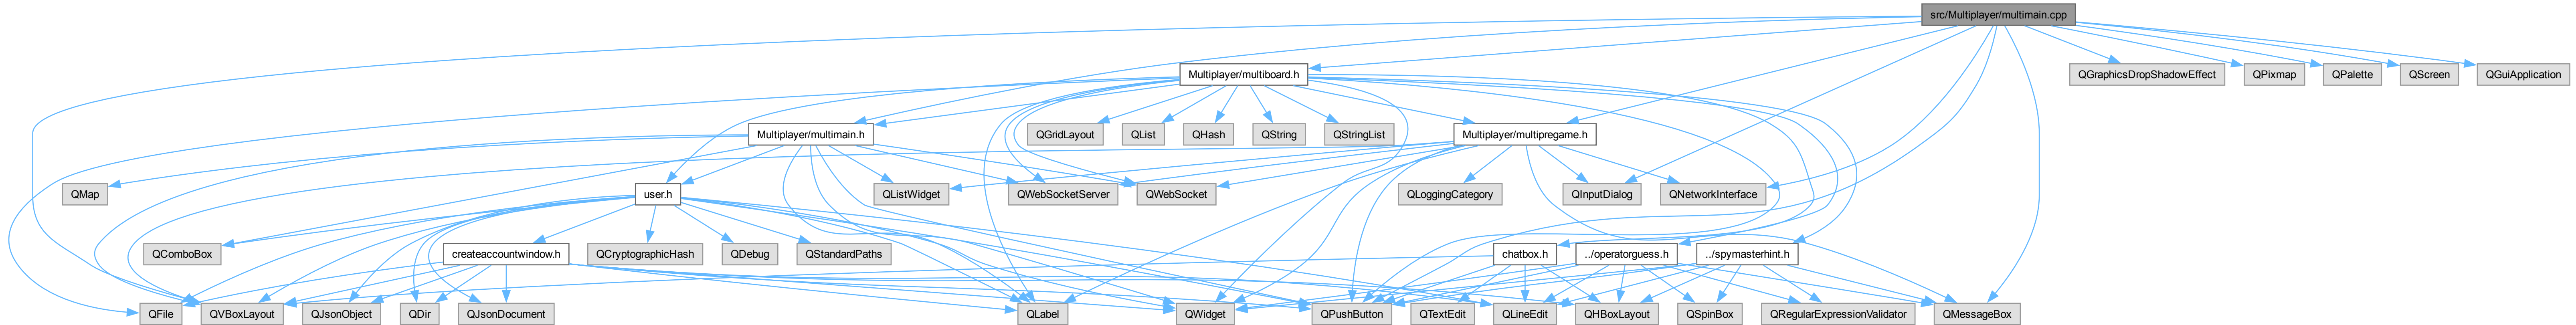 src/Multiplayer/multimain.cpp
Multiplayer/multiboard.h
QGraphicsDropShadowEffect
QPixmap
QPalette
QScreen
QGuiApplication
Multiplayer/multimain.h
QGridLayout
QList
QHash
QString
QStringList
Multiplayer/multipregame.h
QMap
user.h
QListWidget
QWebSocketServer
QWebSocket
QLoggingCategory
QInputDialog
QNetworkInterface
QComboBox
createaccountwindow.h
QCryptographicHash
QDebug
QStandardPaths
chatbox.h
../operatorguess.h
../spymasterhint.h
QFile
QVBoxLayout
QJsonObject
QDir
QJsonDocument
QLabel
QWidget
QPushButton
QTextEdit
QLineEdit
QHBoxLayout
QSpinBox
QRegularExpressionValidator
QMessageBox